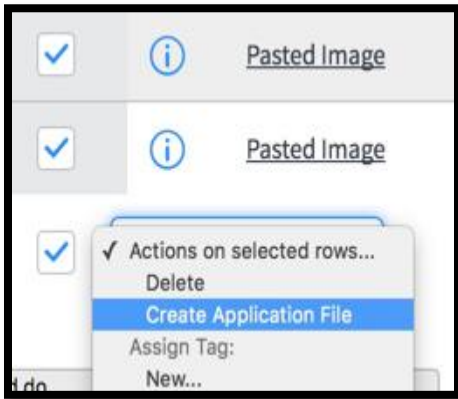 Pasted Image
Pasted Image
✓ Actions on selected rows...
Delete
Create Application File
Assign Tag:
New...